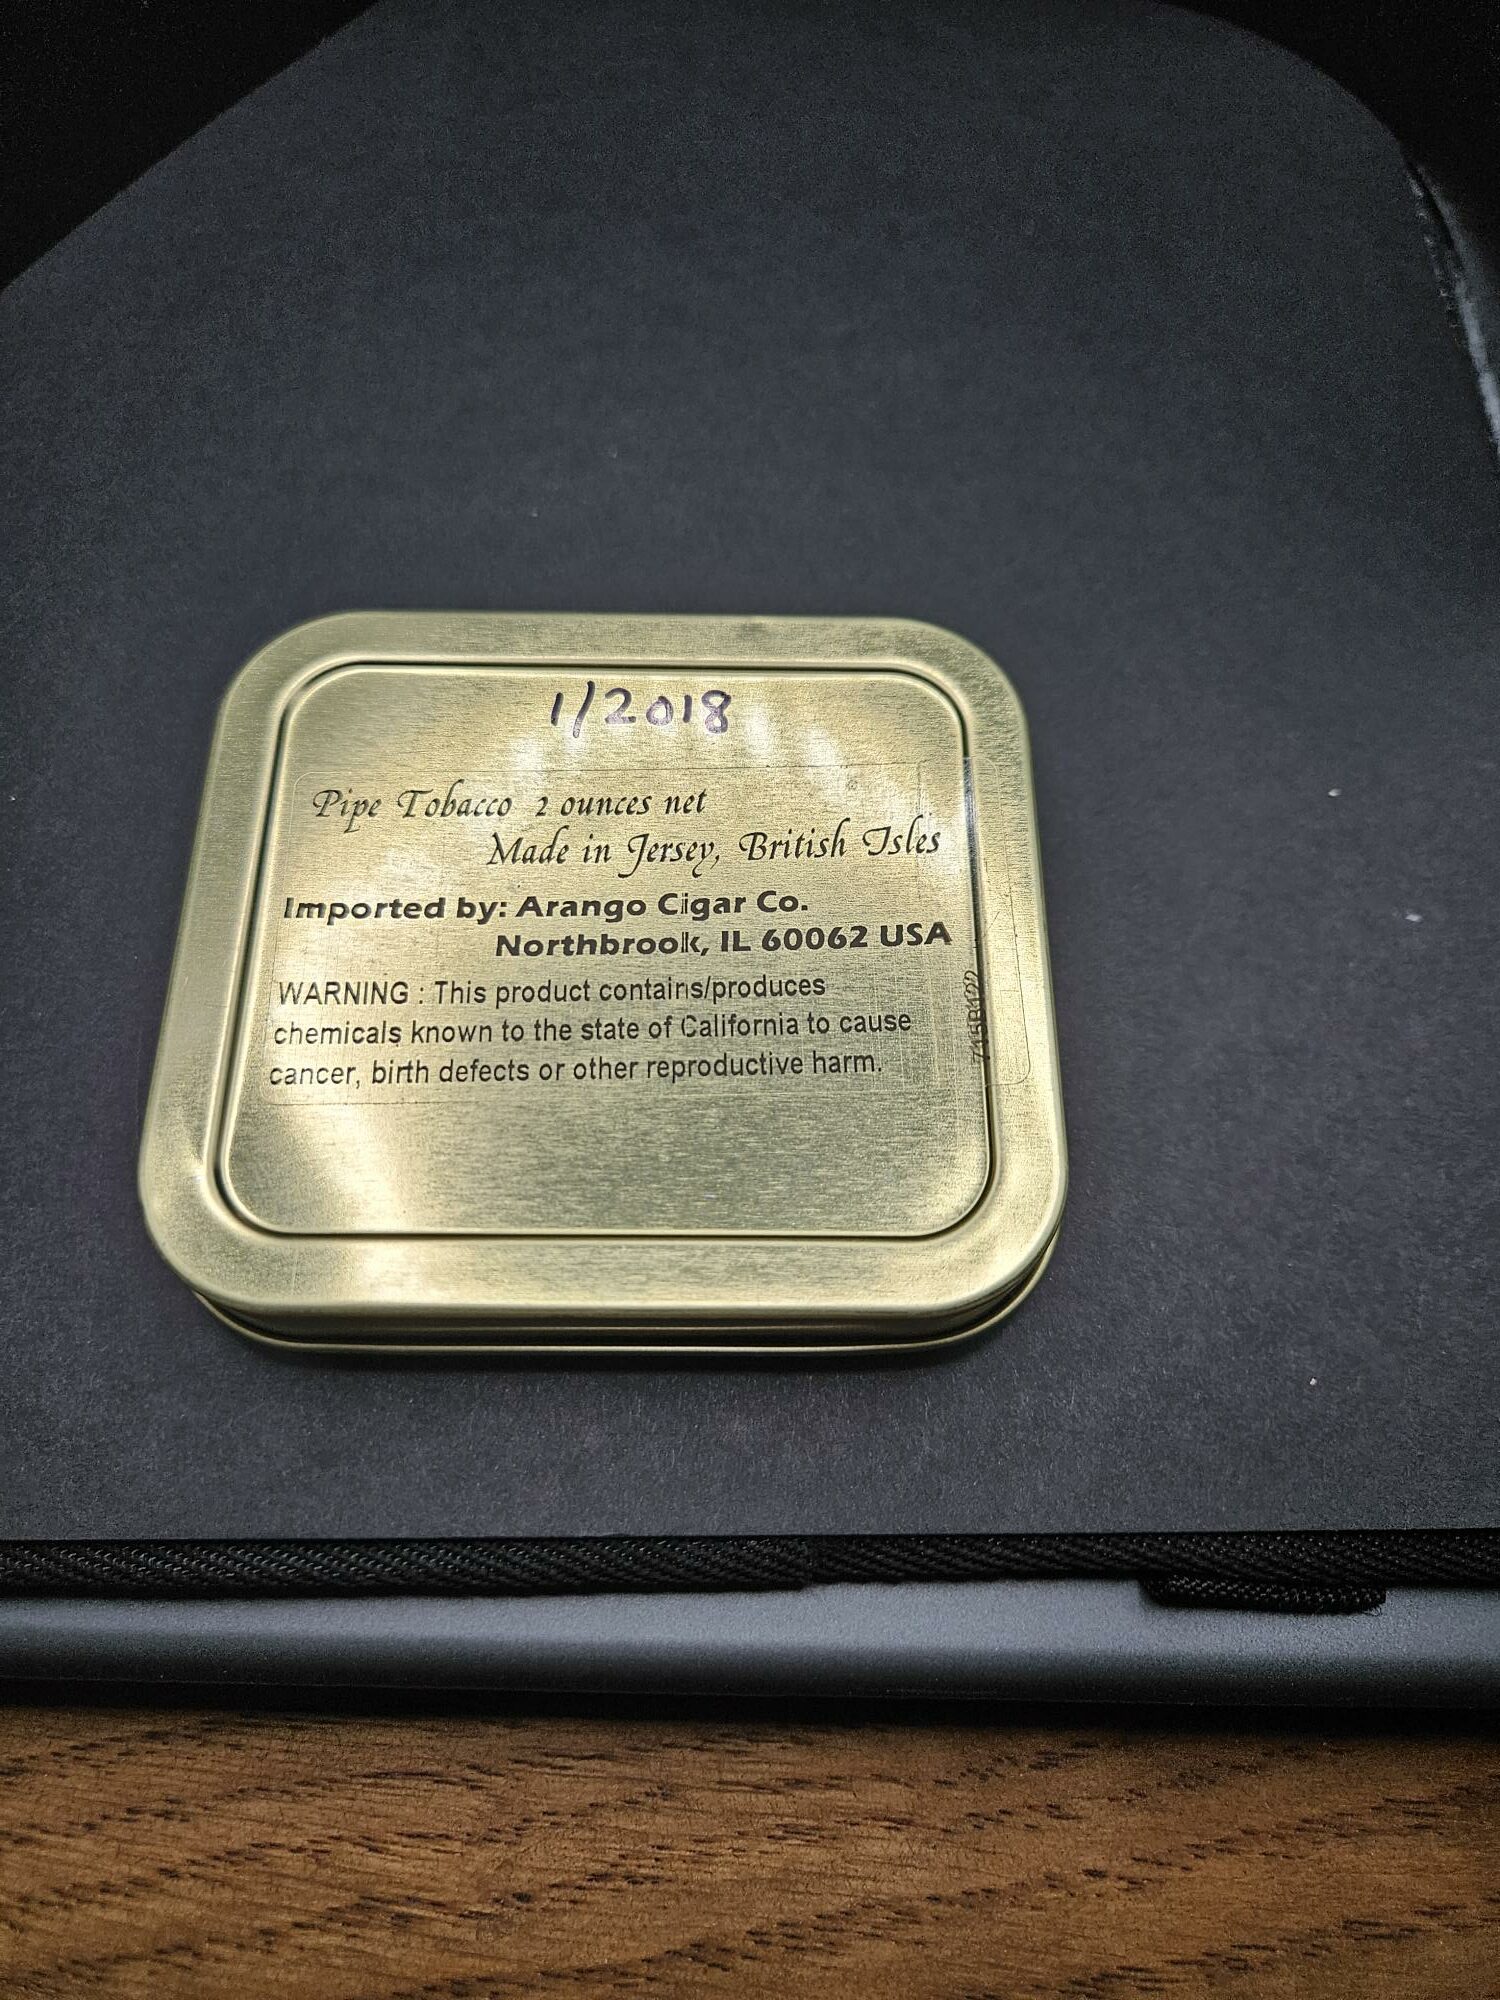 1/2018
Pipe Tobacco 2 ounces net
Made in Jersey, British Isles
Imported by: Arango Cigar Co.
Northbrook, IL 60062 USA
WARNING : This product contains/produces
chemicals known to the state of California to cause
cancer, birth defects or other reproductive harm.